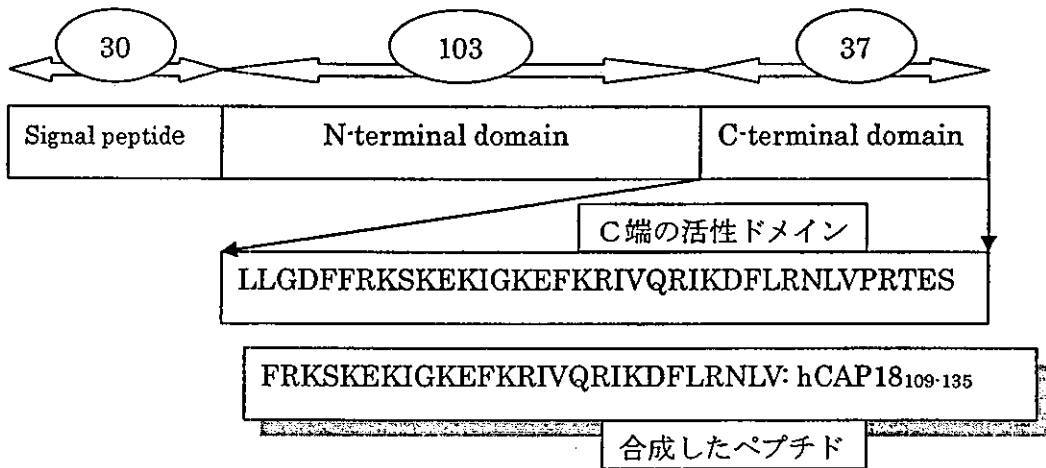 30 103 37
Signal peptide N-terminal domain C-terminal domain
C端の活性ドメイン
LLGDFFRKSKEKIGKEFKRIVQRIKDFLRNLVPRTES
FRKSKEKIGKEFKRIVQRIKDFLRNLV: hCAP18109-135
合成したペプチド